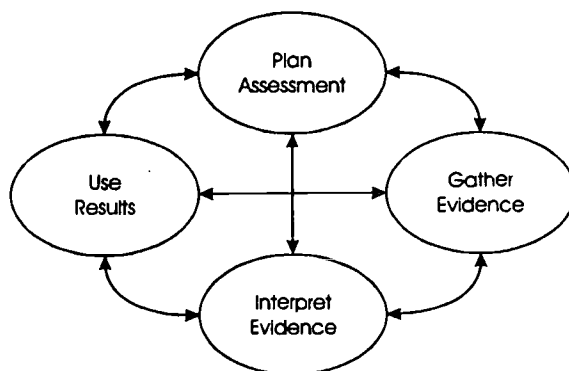 Plan
Assessment
Use
Results
Gather
Evidence
Interpret
Evidence